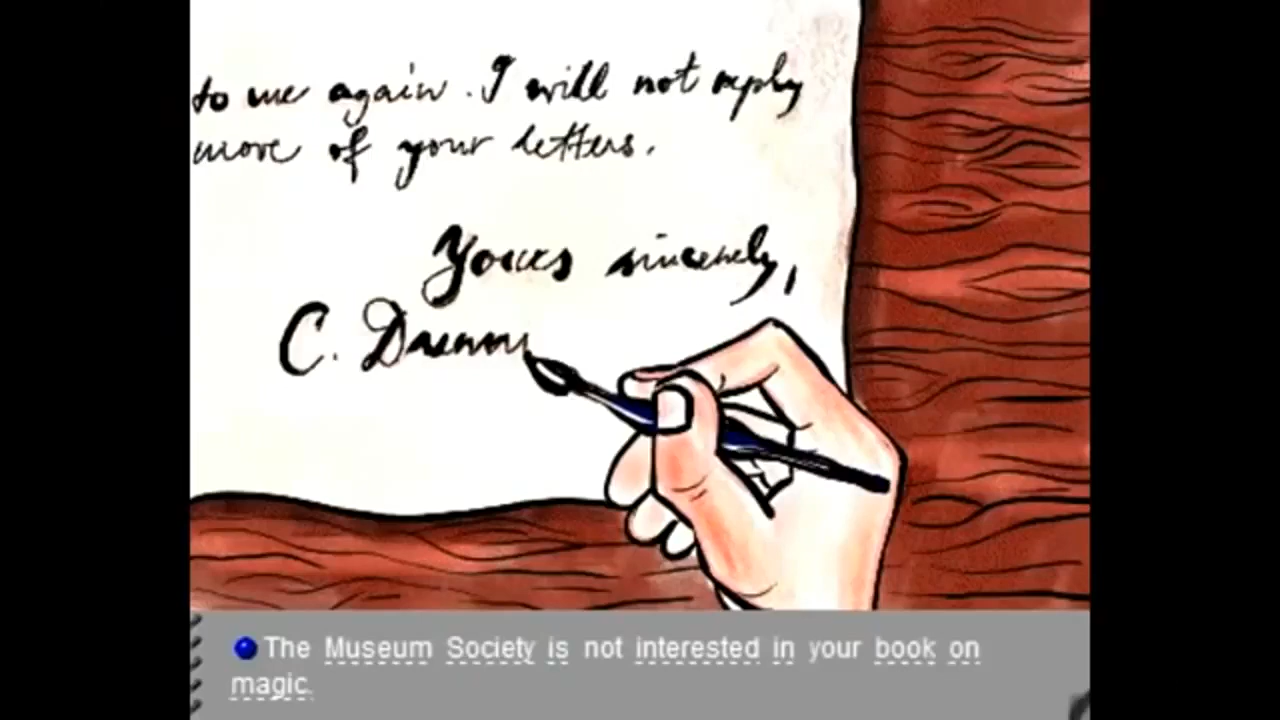 to me again. I will not reply
more of your letters.
Yours sincerely,
C.
The Museum Society is not interested in your book on
magic.